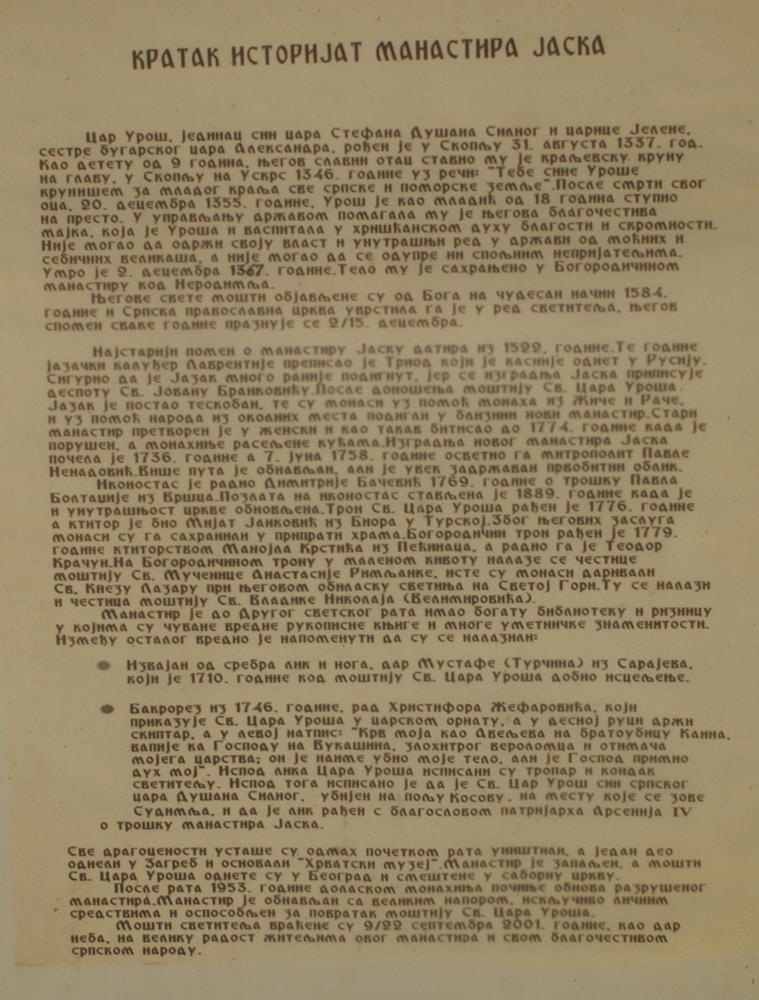 КРАТАК ИСТОРИЈАТ МАНАСТИРА ЈАСКА
Цар Урош, јединац син цара Стефана Душана Силног и царице Јелене,
сестре бугарског цара Александра, рођен је у Скопљу 31. августа 1337. год.
Као детету од 9 година, његов славни отац ставио му је краљевску круну
на главу, у Скопљу на Ускрс 1346. године уз речи: "Тебе сине Уроше
крунишем за младог краља све српске и поморске земље".После смрти свог
оца, 20. децембра 1355. године, Урош је као младић од 18 година ступио
на престо. У управљању државом помагала му је његова благочестива
мајка, која је Уроша и васпитала у хришћанском духу благости и скромности.
Није могао да одржи своју власт и унутрашњи ред у држави од моћних и
себичних великаша, а није могао да се одупре ни спољним непријатељима.
Умро је 2. децембра 1367. године.Тело му је сахрањено у Богородичином
манастиру код Неродимља.
Његове свете мошти објављене су од Бога на чудесан начин 1584.
године и Српска православна црква уврстила га је у ред светитеља, његов
спомен сваке године празнује се 2/15. децембра.
Најстарији помен о манастиру Јаску датира из 1522. године.Те године
јазачки калуђер Лаврентије преписао је Триод који је касније однет у Русију.
Сигурно да је Јазак много раније подигнут, јер се изградња Јаска приписује
деспоту Св. Јовану Бранковићу.После доношења моштију Св. Цара Уроша
Јазак је постао тескобан, те су монаси уз помоћ монаха из Жиче и Раче,
и уз помоћ народа из околних места подигли у близини нови манастир.Стари
манастир претворен је у женски и као такав битисао до 1774. године када је
порушен, а монахиње расељене кућама.Изградња новог манастира Јаска
почела је 1736. године а 7. јуна 1758. године осветио га митрополит Павле
Ненадовић.Више пута је обнављан, али је увек задржаван првобитни облик.
Иконостас је радио Димитрије Бачевић 1769. године о трошку Павла
Болтације из Вршца.Позлата на иконостас стављена је 1889. године када је
и унутрашњост цркве обновљена.Трон Св. Цара Уроша рађен је 1776. године
а ктитор је био Мијат Јанковић из Биора у Турској.Због његових заслуга
монаси су га сахранили у припрати храма.Богородичин трон рађен је 1779.
године ктиторством Манојла Крстића из Пећинаца, а радио га је Теодор
Крачун.На Богородичином трону у маленом кивоту налазе се честице
моштију Св. Мученице Анастасије Римљанке, исте су монаси даривали
Св. Кнезу Лазару при његовом обиласку светиња на Светој Гори.Ту се налази
и честица моштију Св. Владике Николаја (Велимировића).
Манастир је до Другог светског рата имао богату библиотеку и ризницу
у којима су чуване вредне рукописне књиге и многе уметничке знаменитости.
Између осталог вредно је напоменути да су се налазили:
Извајан од сребра лик и нога, дар Мустафе (Турчина) из Сарајева,
који је 1710. године код моштију Св. Цара Уроша добио исцељење.
Бакрорез из 1746. године, рад Христифора Жефаровића, који
приказује Св. Цара Уроша у царском орнату, а у десној руци држи
скиптар, а у левој натпис: "Крв моја као Авељева на братоубицу Каина,
вапије ка Господу на Вукашина, злохитрог вероломца и отимача
мојега царства; он је наиме убио моје тело, али је Господ примио
дух мој". Испод лика Цара Уроша исписани су тропар и кондак
светитељу. Испод тога исписано је да је Св. Цар Урош син српског
цара Душана Силног, убијен на пољу Косову, на месту које се зове
Судимља, и да је лик рађен с благословом патријарха Арсенија IV
о трошку манастира Јаска.
Све драгоцености усташе су одмах почетком рата уништили, а један део
однели у Загреб и основали "Хрватски музеј".Манастир је запаљен, а мошти
Св. Цара Уроша однете су у Београд и смештене у саборну цркву.
После рата 1953. године доласком монахиња почиње обнова разрушеног
манастира.Манастир је обнављан са великим напором, искључиво личним
средствима и оспособљен за повратак моштију Св. Цара Уроша.
Мошти светитеља враћене су 9/22 септембра 2001. године, као дар
неба, на велику радост житељима овог манастира и свом благочестивом
српском народу.